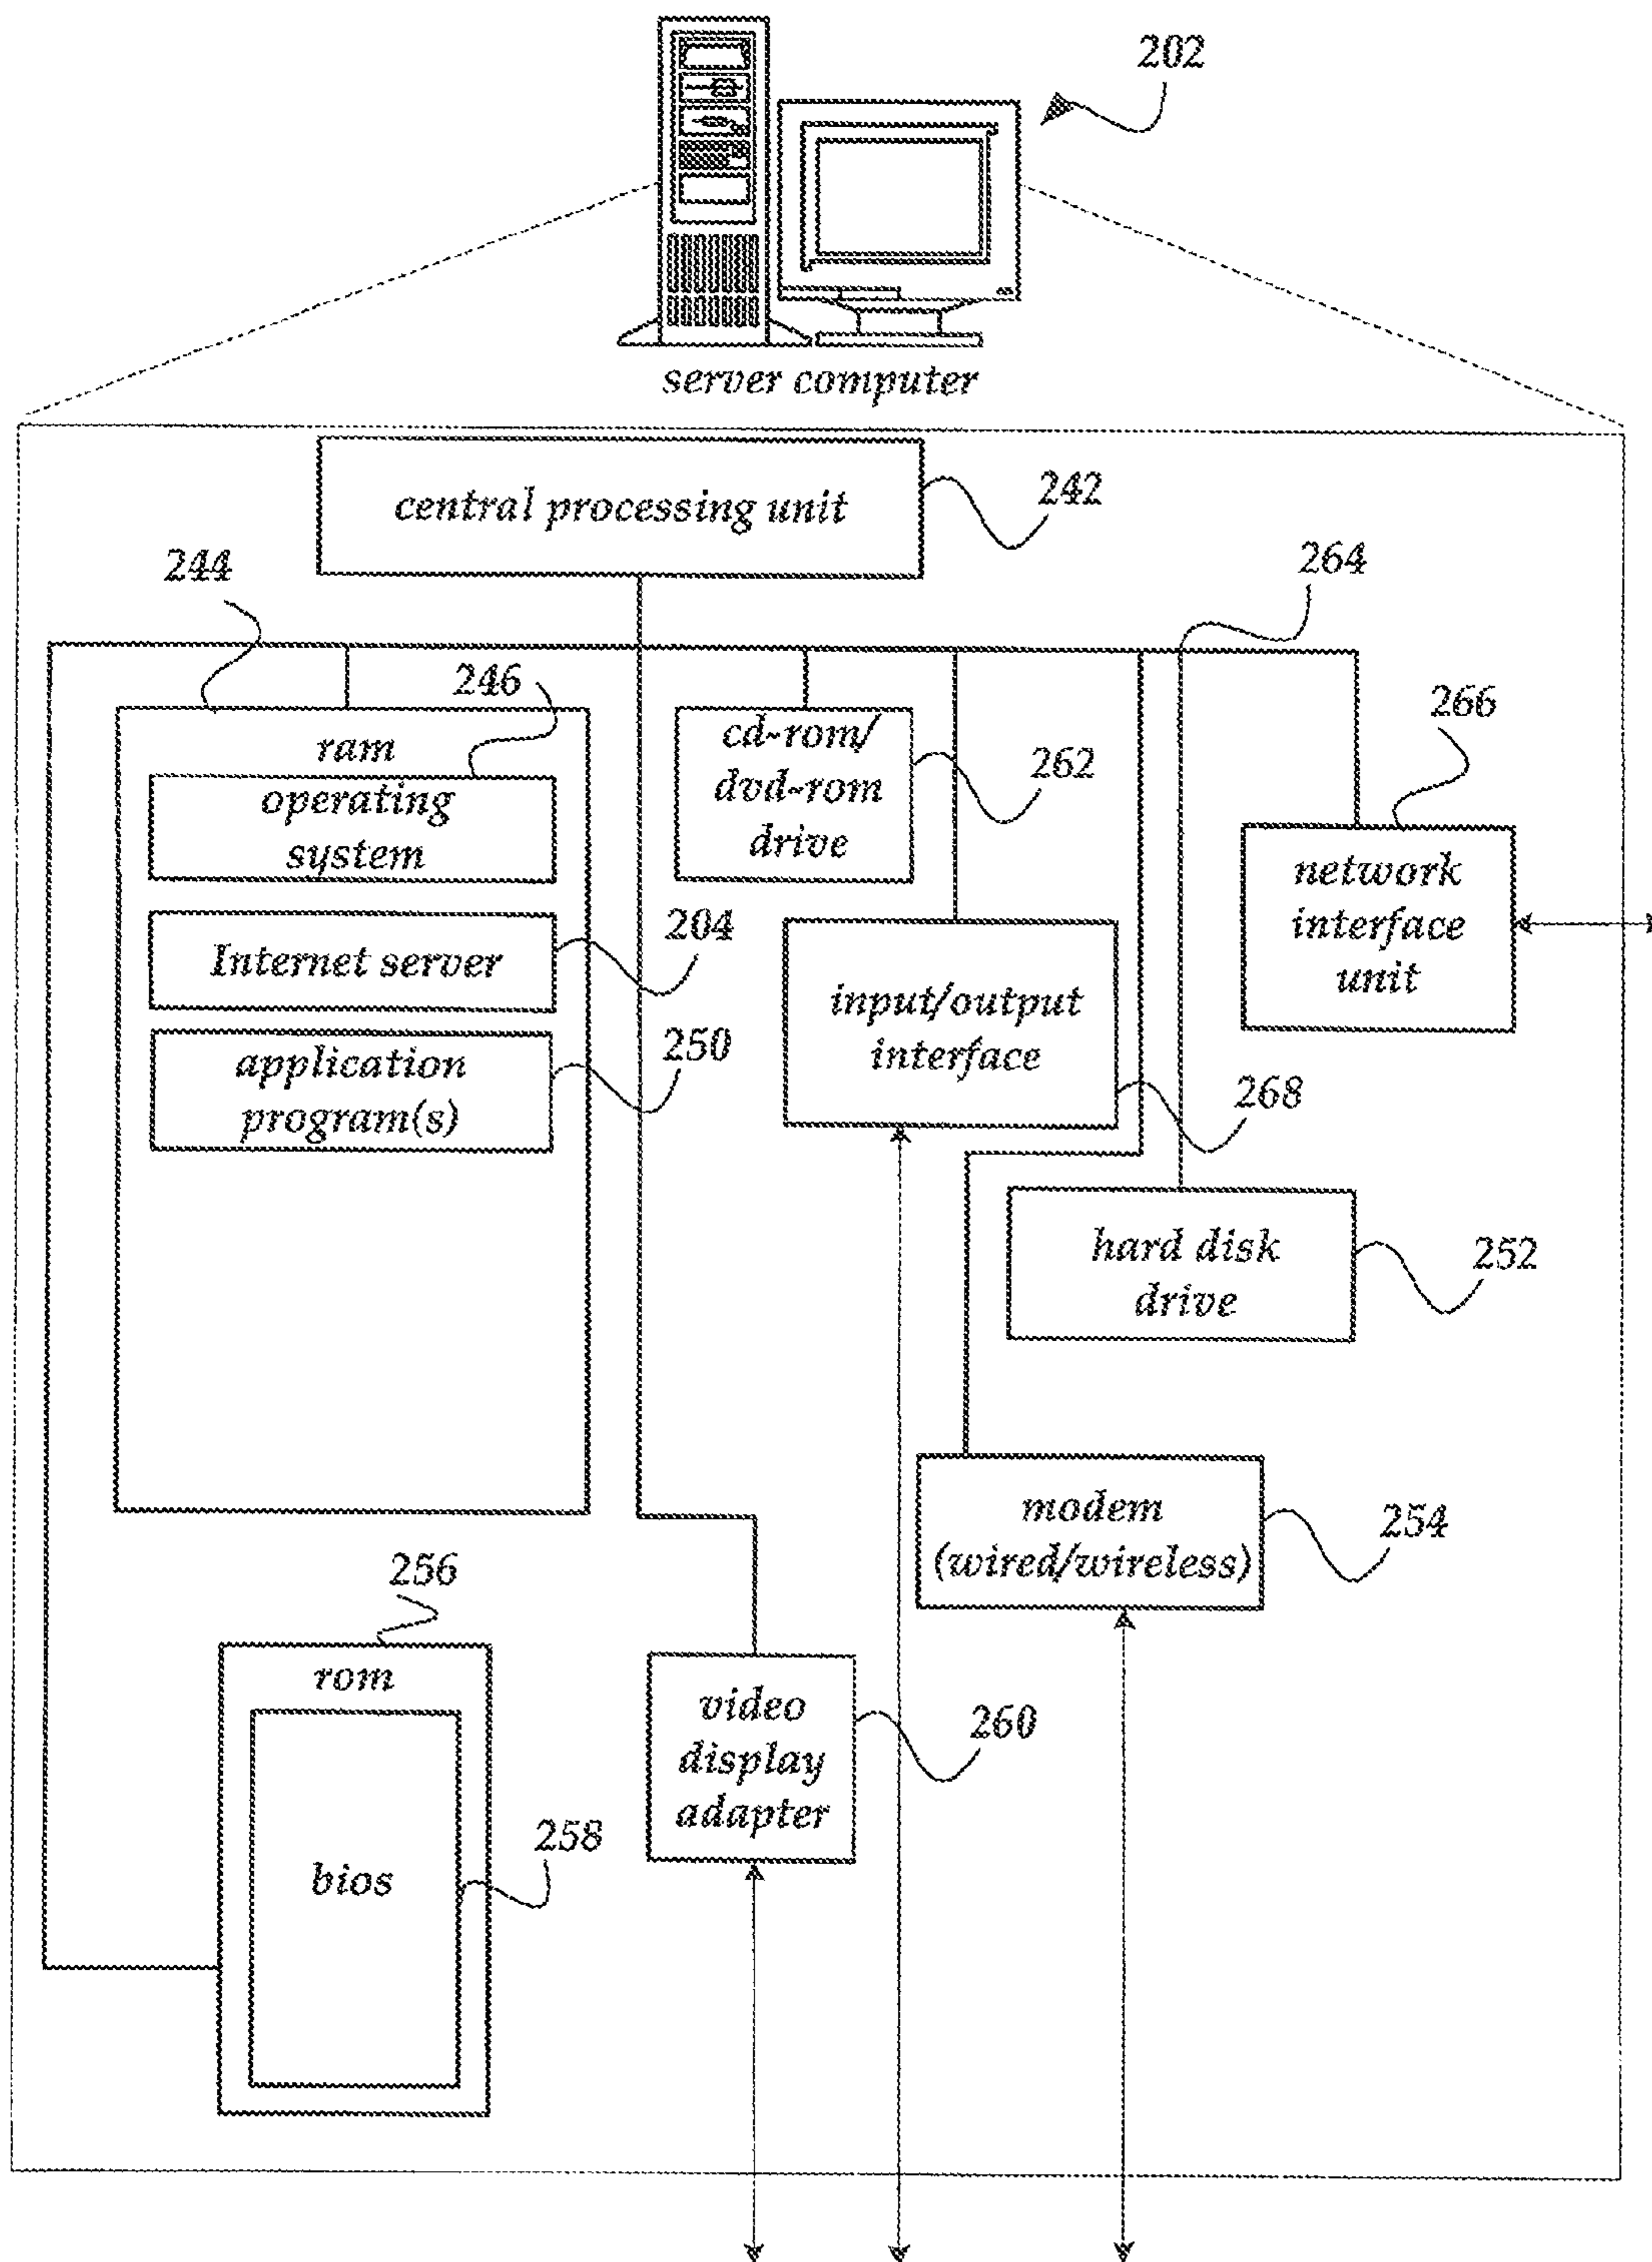 202
server computer
central processing unit
242
244
264
246
266
ram
operating
system
cd-rom/
dvd-rom
drive
262
network
interface
unit
Internet server
204
input/output
interface
268
application
program(s)
250
hard disk
drive
252
modem
(wired/wireless)
254
256
rom
bios
258
video
display
adapter
260